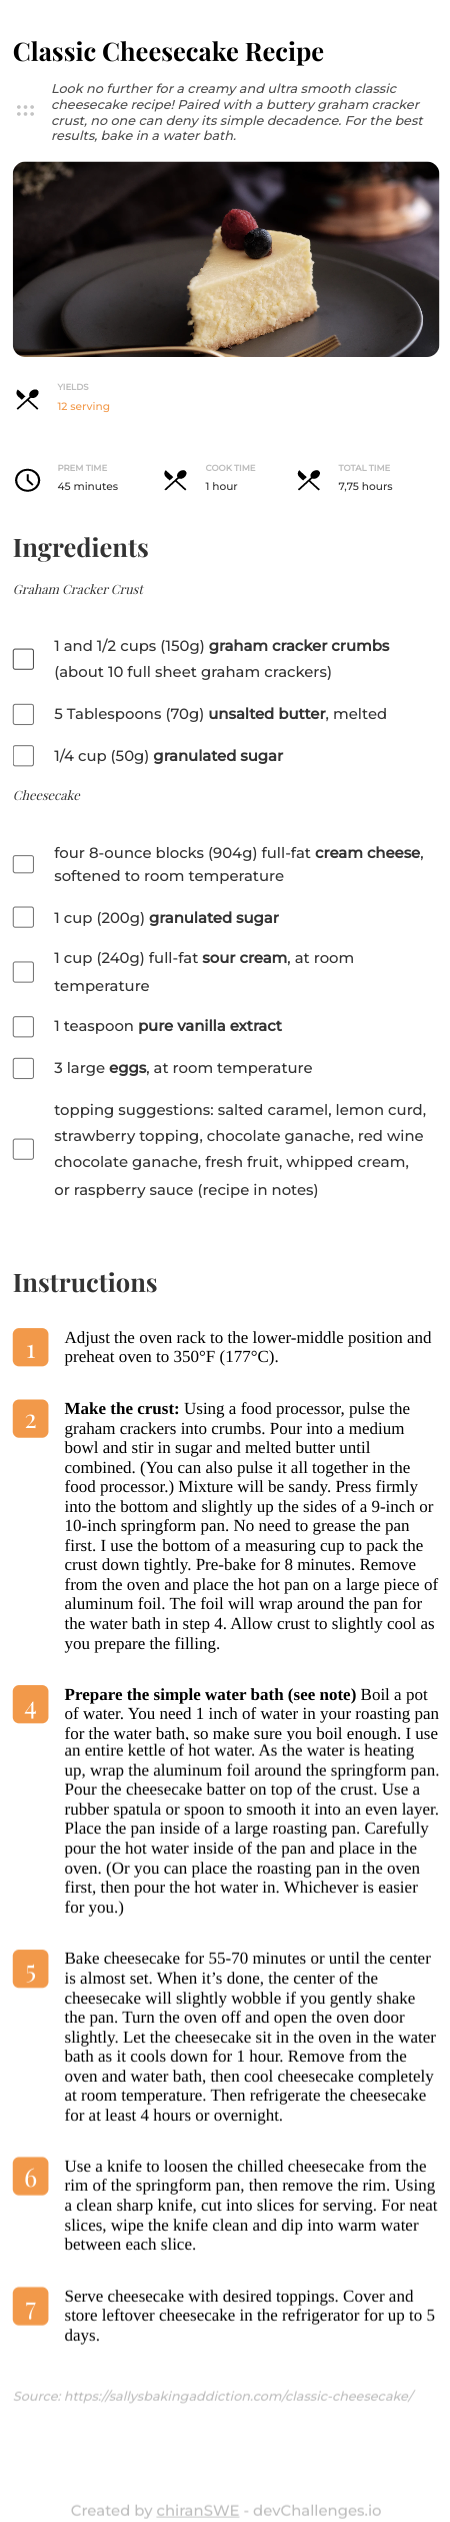 Classic Cheesecake Recipe
Look no further for a creamy and ultra smooth classic
cheesecake recipe! Paired with a buttery graham cracker
crust, no one can deny its simple decadence. For the best
results, bake in a water bath.
YIELDS
12 serving
PREM TIME
45 minutes
COOK TIME
1 hour
TOTAL TIME
7,75 hours
Ingredients
Graham Cracker Crust
1 and 1/2 cups (150g) graham cracker crumbs
(about 10 full sheet graham crackers)
5 Tablespoons (70g) unsalted butter, melted
1/4 cup (50g) granulated sugar
Cheesecake
four 8-ounce blocks (904g) full-fat cream cheese,
softened to room temperature
1 cup (200g) granulated sugar
1 cup (240g) full-fat sour cream, at room
temperature
1 teaspoon pure vanilla extract
3 large eggs, at room temperature
topping suggestions: salted caramel, lemon curd,
strawberry topping, chocolate ganache, red wine
chocolate ganache, fresh fruit, whipped cream,
or raspberry sauce (recipe in notes)
Instructions
1 Adjust the oven rack to the lower-middle position and
preheat oven to 350°F (177°C).
2 Make the crust: Using a food processor, pulse the
graham crackers into crumbs. Pour into a medium
bowl and stir in sugar and melted butter until
combined. (You can also pulse it all together in the
food processor.) Mixture will be sandy. Press firmly
into the bottom and slightly up the sides of a 9-inch or
10-inch springform pan. No need to grease the pan
first. I use the bottom of a measuring cup to pack the
crust down tightly. Pre-bake for 8 minutes. Remove
from the oven and place the hot pan on a large piece of
aluminum foil. The foil will wrap around the pan for
the water bath in step 4. Allow crust to slightly cool as
you prepare the filling.
4 Prepare the simple water bath (see note) Boil a pot
of water. You need 1 inch of water in your roasting pan
for the water bath, so make sure you boil enough. I use
an entire kettle of hot water. As the water is heating
up, wrap the aluminum foil around the springform pan.
Pour the cheesecake batter on top of the crust. Use a
rubber spatula or spoon to smooth it into an even layer.
Place the pan inside of a large roasting pan. Carefully
pour the hot water inside of the pan and place in the
oven. (Or you can place the roasting pan in the oven
first, then pour the hot water in. Whichever is easier
for you.)
5 Bake cheesecake for 55-70 minutes or until the center
is almost set. When it’s done, the center of the
cheesecake will slightly wobble if you gently shake
the pan. Turn the oven off and open the oven door
slightly. Let the cheesecake sit in the oven in the water
bath as it cools down for 1 hour. Remove from the
oven and water bath, then cool cheesecake completely
at room temperature. Then refrigerate the cheesecake
for at least 4 hours or overnight.
6 Use a knife to loosen the chilled cheesecake from the
rim of the springform pan, then remove the rim. Using
a clean sharp knife, cut into slices for serving. For neat
slices, wipe the knife clean and dip into warm water
between each slice.
7 Serve cheesecake with desired toppings. Cover and
store leftover cheesecake in the refrigerator for up to 5
days.
Source: https://sallysbakingaddiction.com/classic-cheesecake/
Created by chiranSWE - devChallenges.io